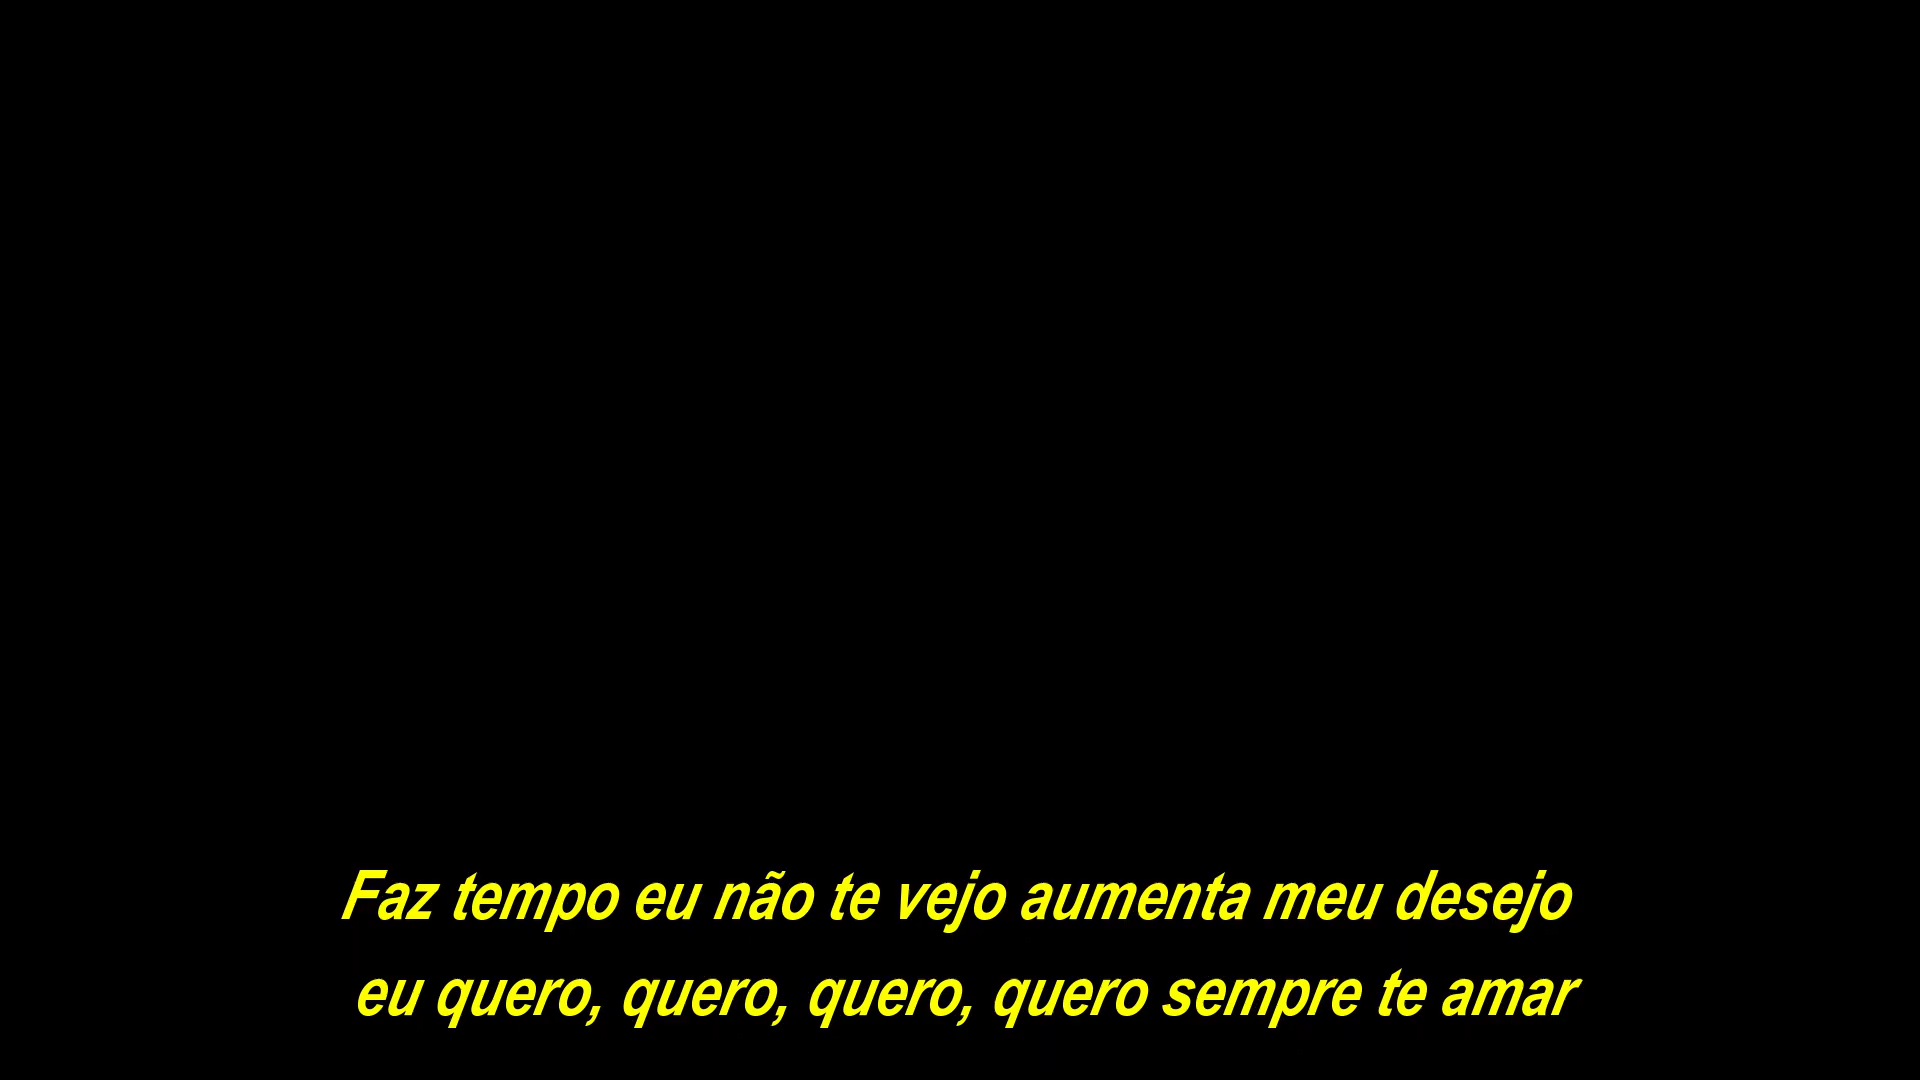 Faz tempo eu não te vejo aumenta meu desejo
eu quero, quero, quero, quero sempre te amar